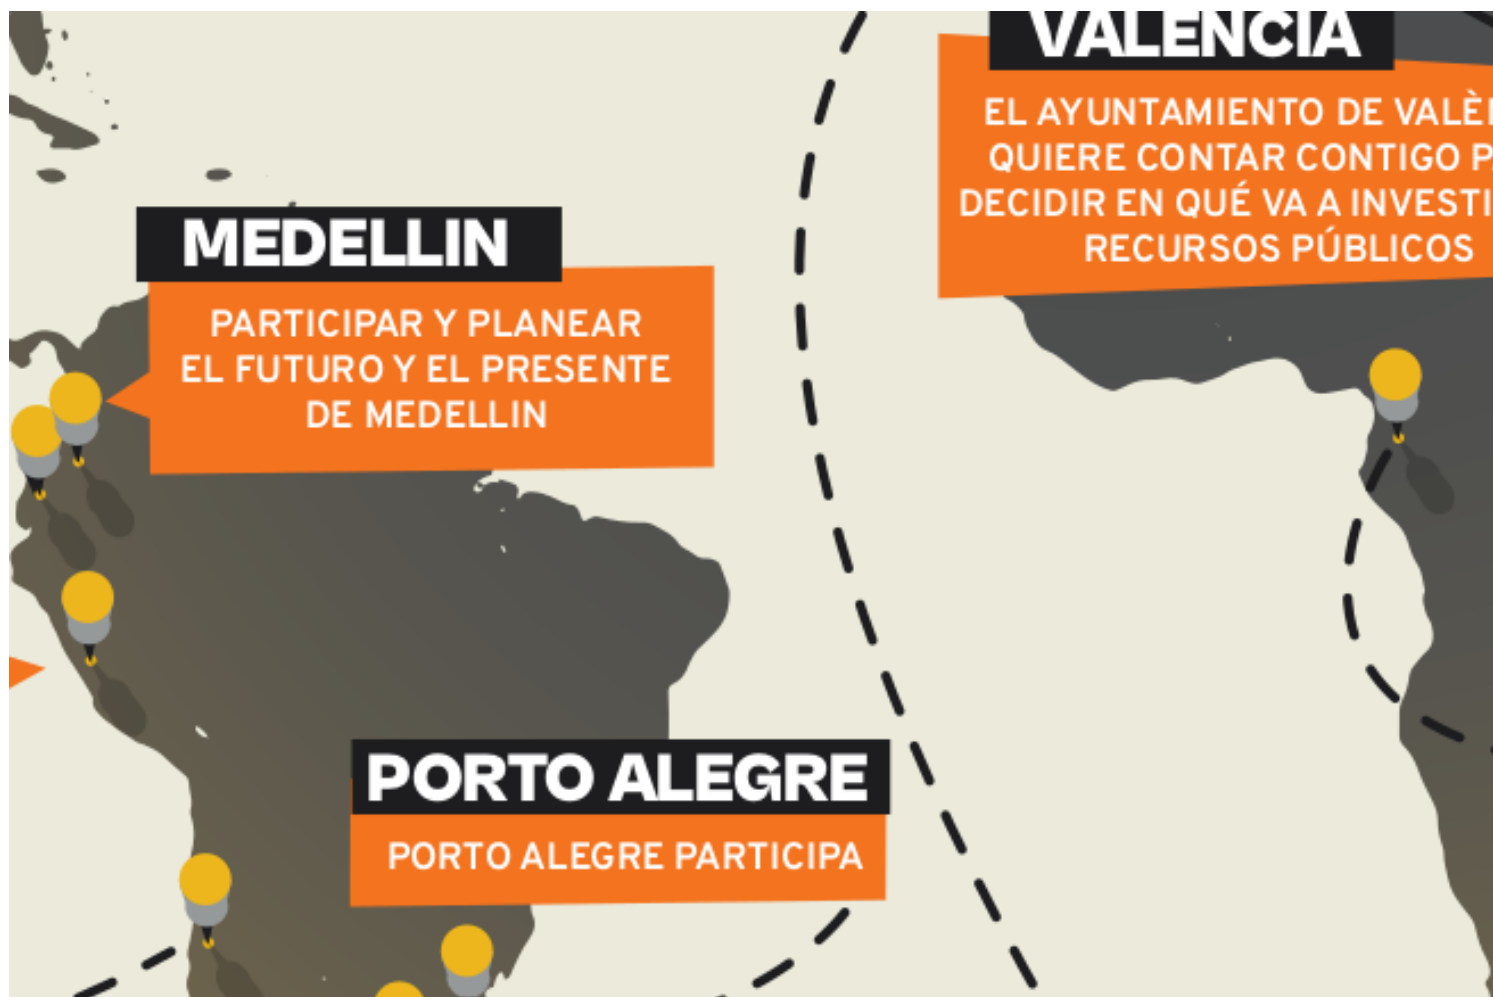 VALENCIA
EL AYUNTAMIENTO DE
QUIERE CONTAR CONTIGO
DECIDIR EN QUÉ VA A
RECURSOS PÚBLICOS
MEDELLIN
PARTICIPAR Y PLANEAR
EL FUTURO Y EL PRESENTE
DE MEDELLIN
PORTO ALEGRE
PORTO ALEGRE PARTICIPA